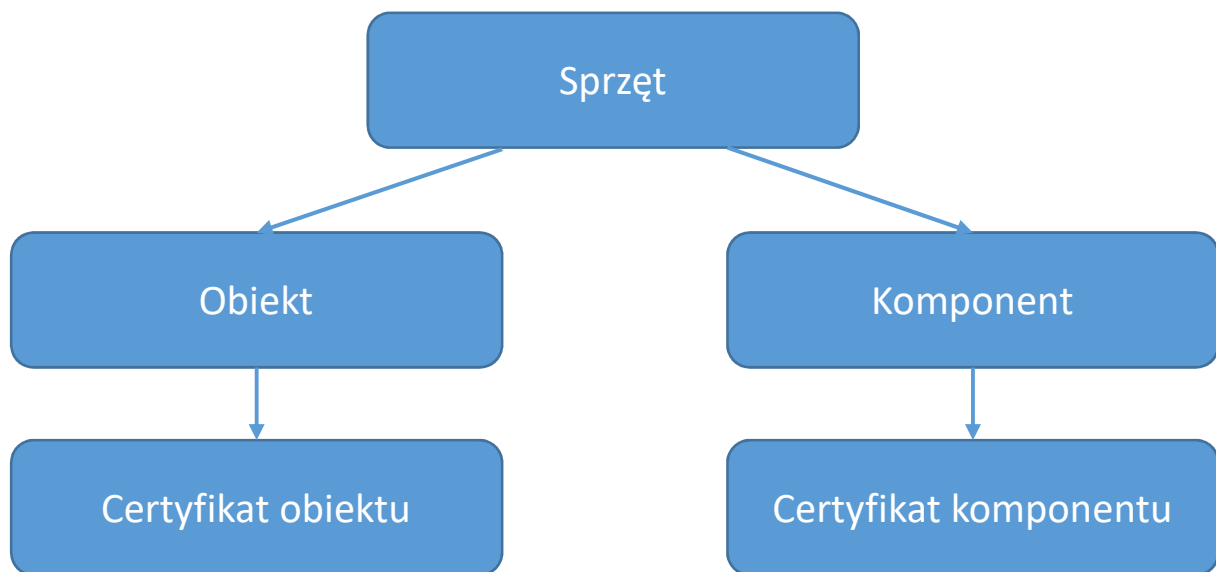 Sprzęt
Obiekt
Komponent
Certyfikat obiektu
Certyfikat komponentu